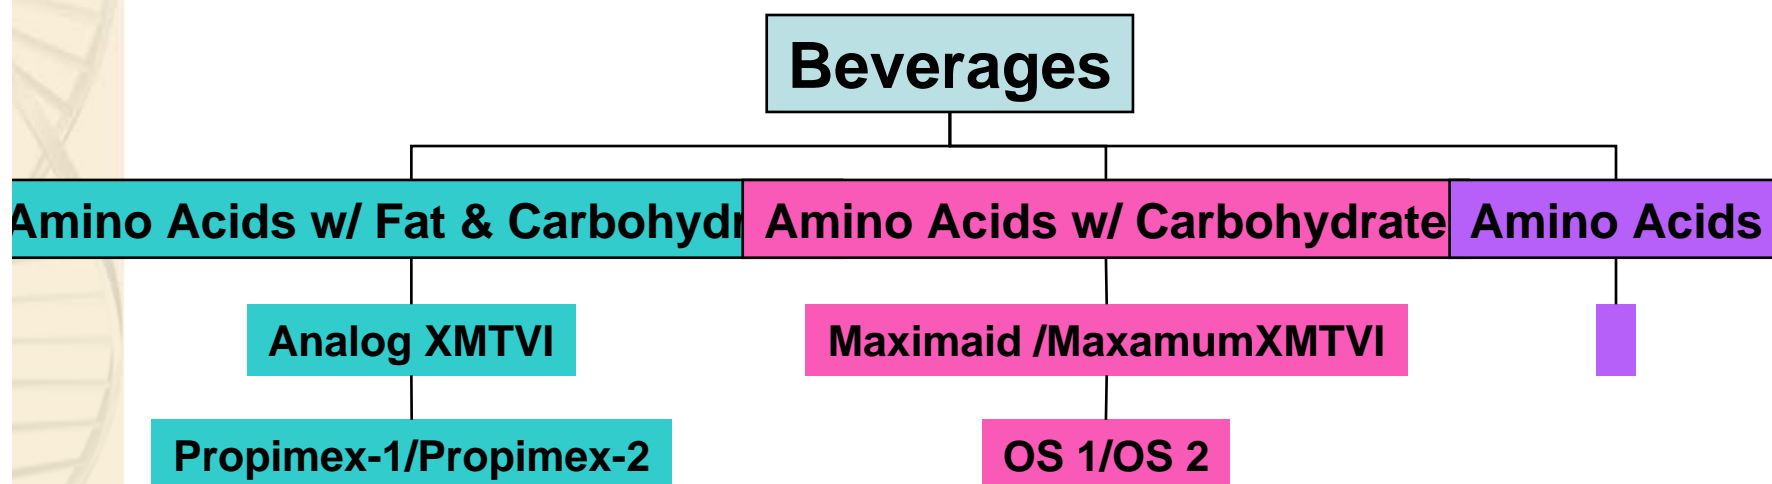 Beverages
Amino Acids w/ Fat & Carbohydr
Amino Acids w/ Carbohydrate
Amino Acids
Analog XMTVI
Maximaid /MaxamumXMTVI
Propimex-1/Propimex-2
OS 1/OS 2